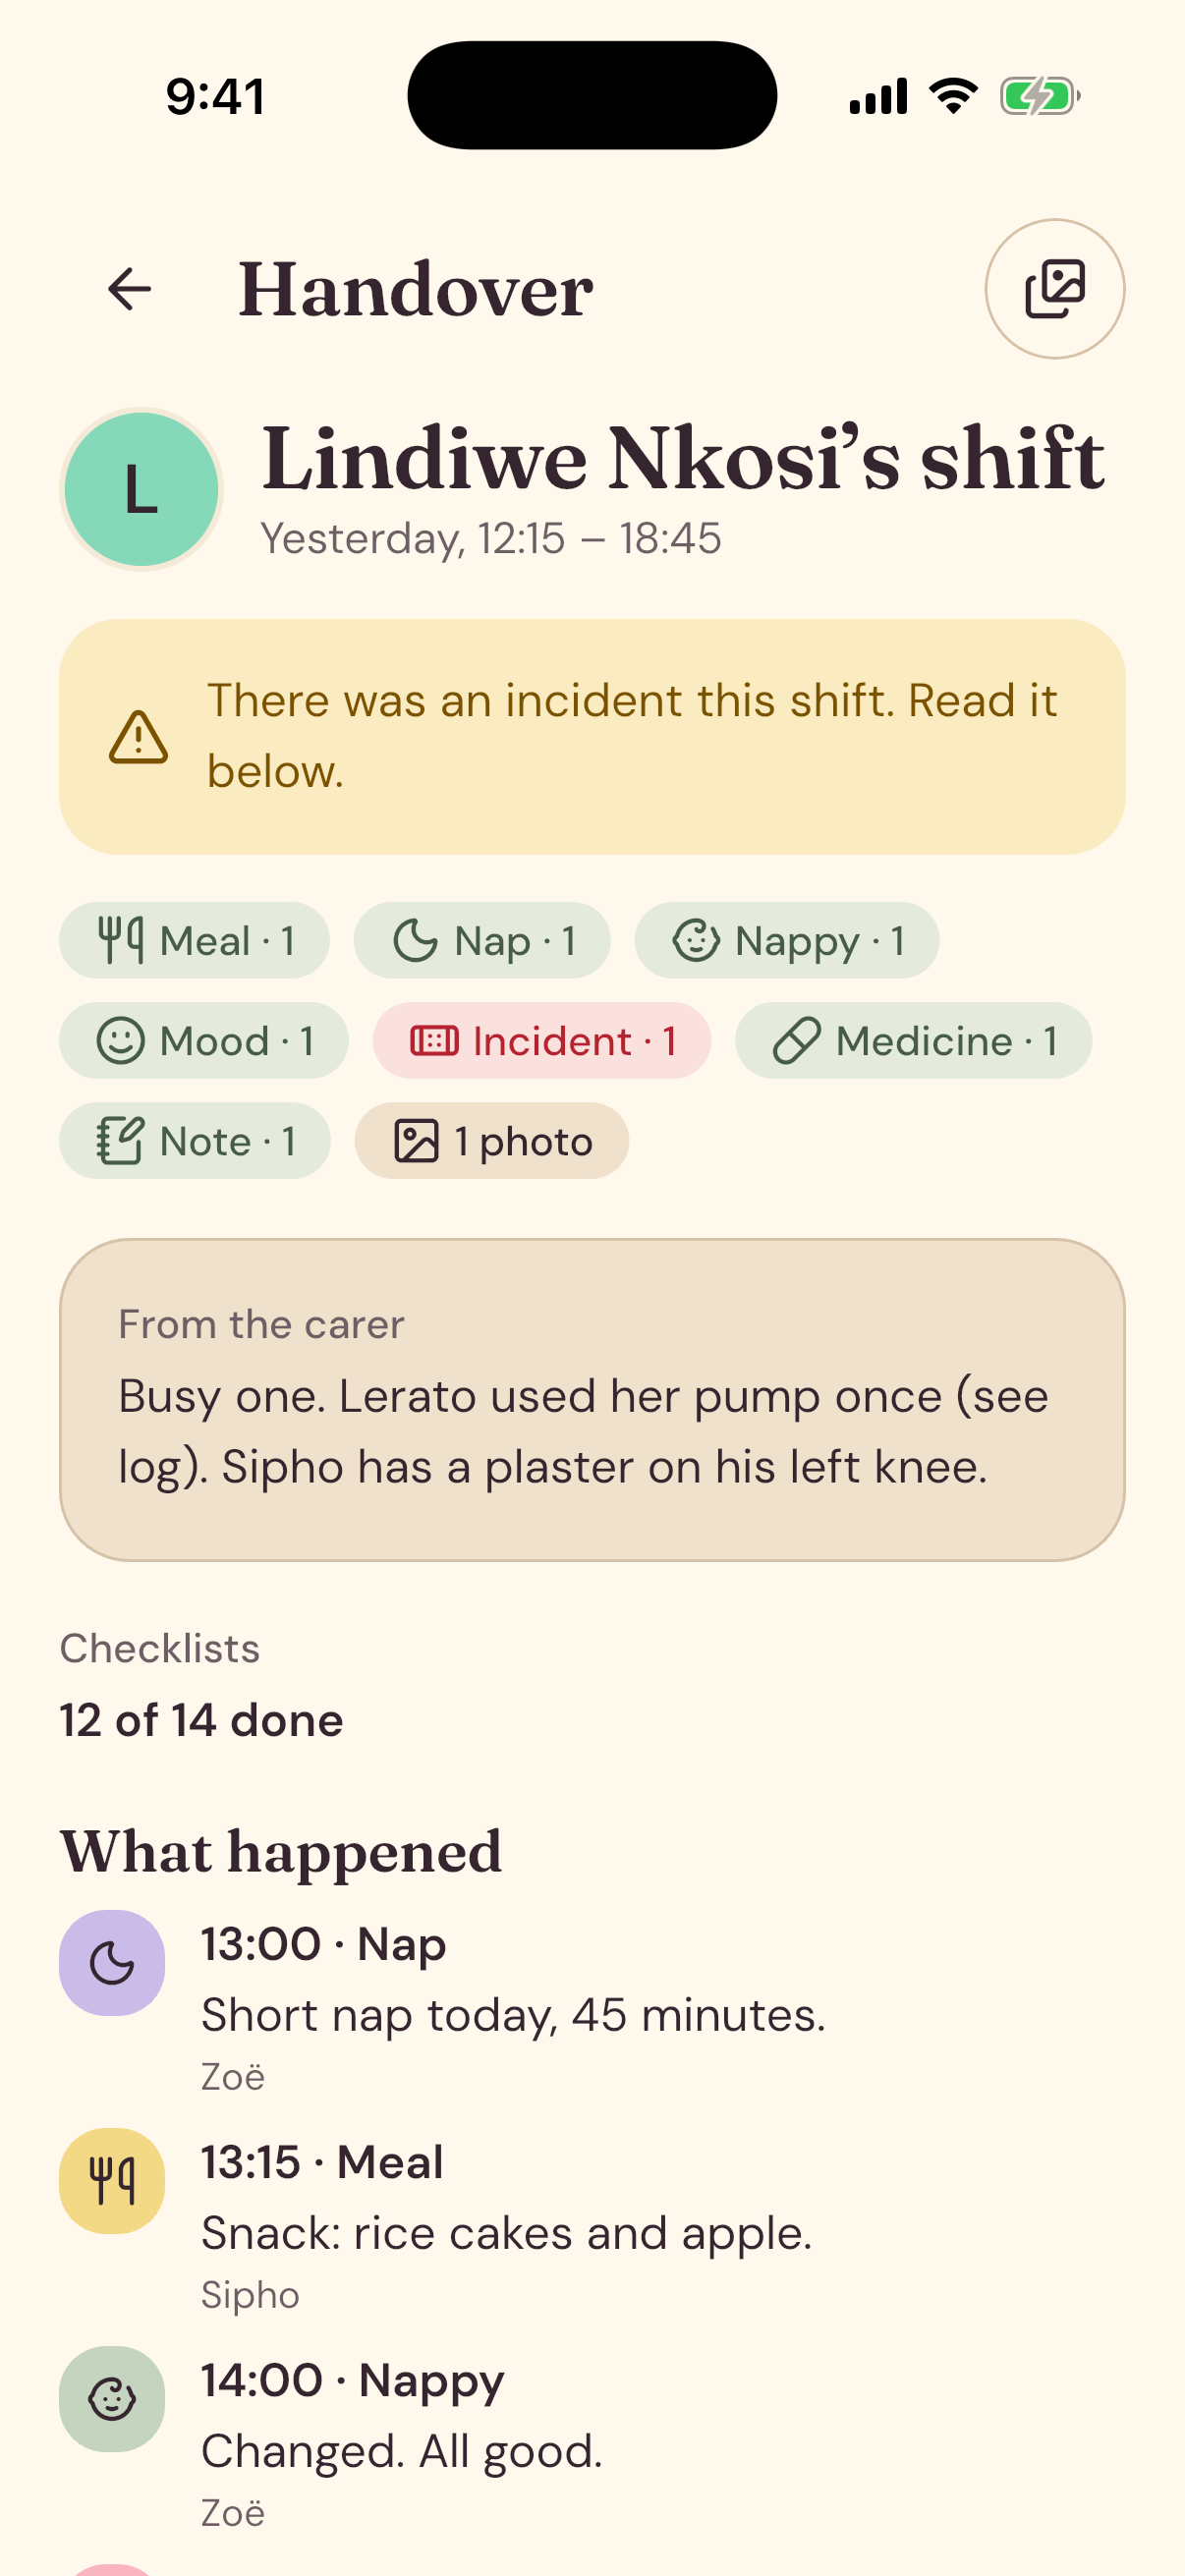 9:41
Handover
L
Lindiwe Nkosi’s shift
Yesterday, 12:15 – 18:45
There was an incident this shift. Read it
below.
Meal · 1
Nap · 1
Nappy · 1
Mood · 1
Incident · 1
Medicine · 1
Note · 1
1 photo
From the carer
Busy one. Lerato used her pump once (see
log). Sipho has a plaster on his left knee.
Checklists
12 of 14 done
What happened
13:00 · Nap
Short nap today, 45 minutes.
Zoë
13:15 · Meal
Snack: rice cakes and apple.
Sipho
14:00 · Nappy
Changed. All good.
Zoë